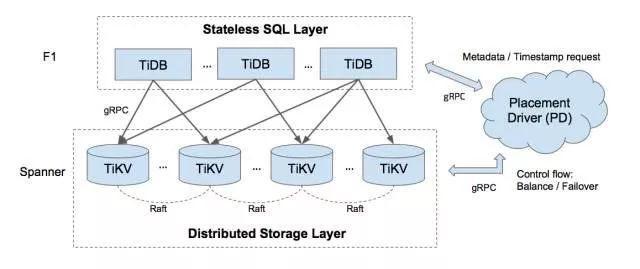 Stateless SQL Layer
F1
TiDB ... TiDB ... TiDB
Metadata / Timestamp request
gRPC
gRPC
Placement
Driver (PD)
Spanner
TiKV ... TiKV ... TiKV ... TiKV
Raft Raft Raft
gRPC
Control flow:
Balance / Failover
Distributed Storage Layer